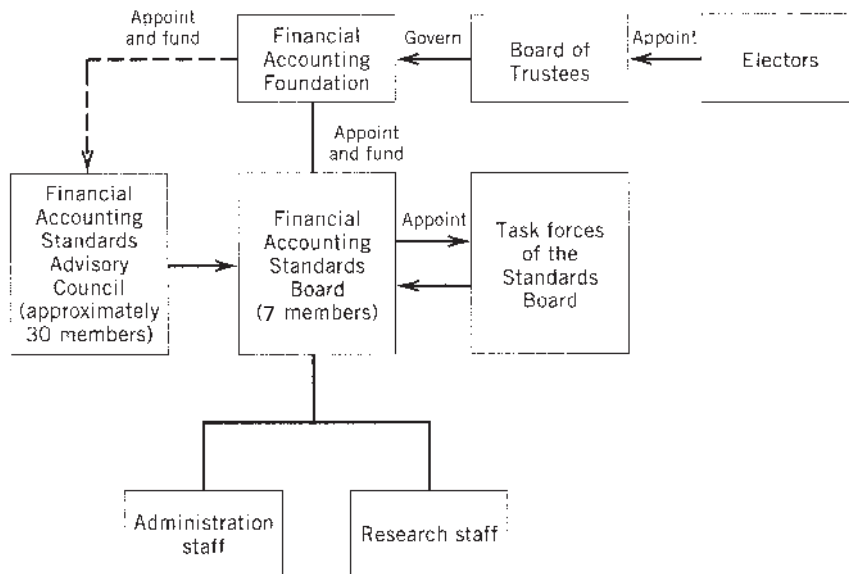 Appoint
and fund
Financial
Accounting
Foundation
Govern
Board of
Trustees
Appoint
Electors
Appoint
and fund
Financial
Accounting
Standards
Advisory
Council
(approximately
30 members)
Financial
Accounting
Standards
Board
(7 members)
Appoint
Task forces
of the
Standards
Board
Administration
staff
Research staff